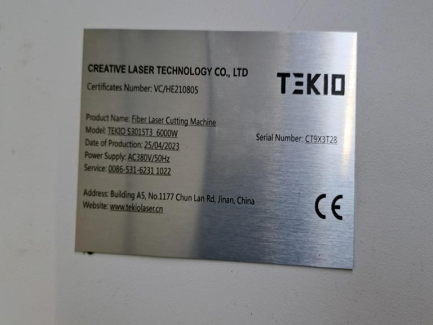 CREATIVE LASER TECHNOLOGY CO., LTD
TEKIO
Certificates Number: VC/HE210805
Product Name: Fiber Laser Cutting Machine
Model: TEKIO S3015T3 6000W
Serial Number: CT9X3T28
Date of Production: 25/04/2023
Power Supply: AC380V/50Hz
Service: 0086-531-6231 1022
Address: Building A5, No.1177 Chun Lan Rd, Jinan, China
Website: www.tekiolaser.cn
CE